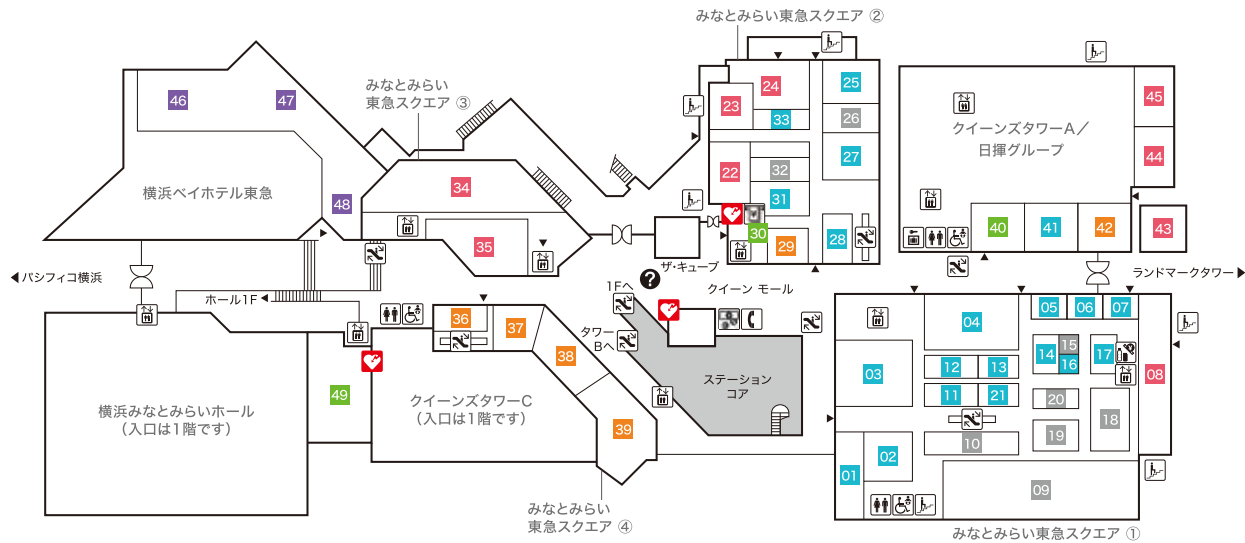 みなとみらい東急スクエア ②
みなとみらい
東急スクエア ③
46
47
48
横浜ベイホテル東急
34
35
24
25
23
33
26
27
22
32
31
30
29
28
45
クイーンズタワーA／
日揮グループ
44
40
41
42
43
パシフィコ横浜
ホール1F
ザ・キューブ
クイーン モール
ランドマークタワー
?
1Fへ
タワー
Bへ
ステーション
コア
36
37
38
39
49
横浜みなとみらいホール
（入口は1階です）
クイーンズタワーC
（入口は1階です）
みなとみらい
東急スクエア ④
04
05
06
07
03
12
13
11
21
14
15
16
17
08
20
18
19
10
02
01
09
みなとみらい東急スクエア ①